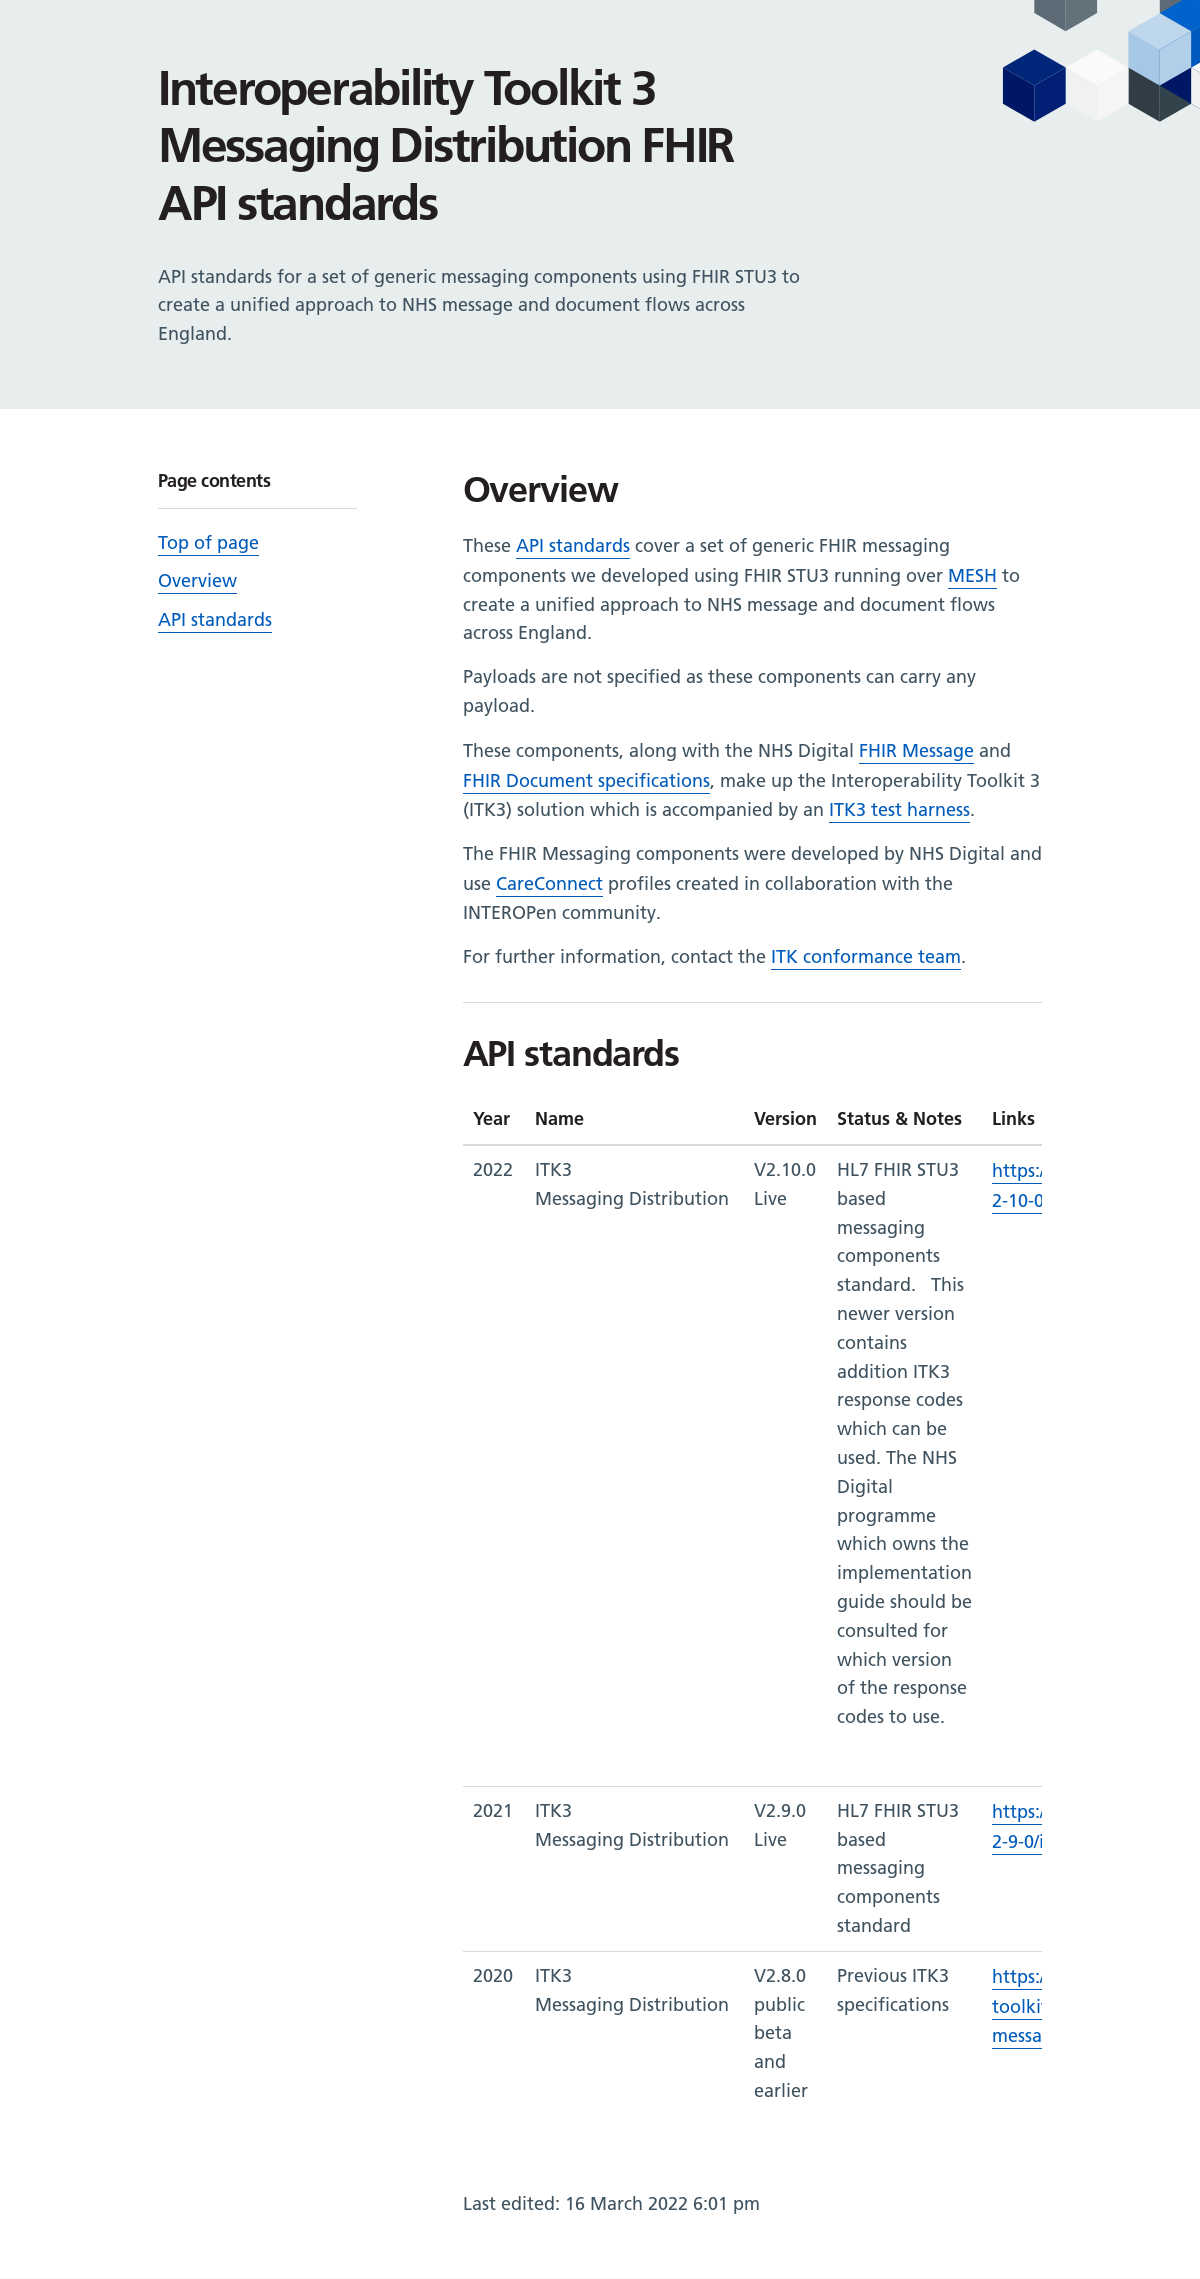 Interoperability Toolkit 3
Messaging Distribution FHIR
API standards
API standards for a set of generic messaging components using FHIR STU3 to
create a unified approach to NHS message and document flows across
England.
Page contents
Top of page
Overview
API standards
Overview
These API standards cover a set of generic FHIR messaging
components we developed using FHIR STU3 running over MESH to
create a unified approach to NHS message and document flows
across England.
Payloads are not specified as these components can carry any
payload.
These components, along with the NHS Digital FHIR Message and
FHIR Document specifications, make up the Interoperability Toolkit 3
(ITK3) solution which is accompanied by an ITK3 test harness.
The FHIR Messaging components were developed by NHS Digital and
use CareConnect profiles created in collaboration with the
INTEROPen community.
For further information, contact the ITK conformance team.
API standards
Year Name Version Status & Notes Links
2022 ITK3 V2.10.0 HL7 FHIR STU3 https:/
Messaging Distribution Live based 2-10-0
messaging
components
standard.   This
newer version
contains
addition ITK3
response codes
which can be
used. The NHS
Digital
programme
which owns the
implementation
guide should be
consulted for
which version
of the response
codes to use.
2021 ITK3 V2.9.0 HL7 FHIR STU3 https:/
Messaging Distribution Live based 2-9-0/i
messaging
components
standard
2020 ITK3 V2.8.0 Previous ITK3 https:/
Messaging Distribution public specifications toolki
beta messa
and
earlier
Last edited: 16 March 2022 6:01 pm